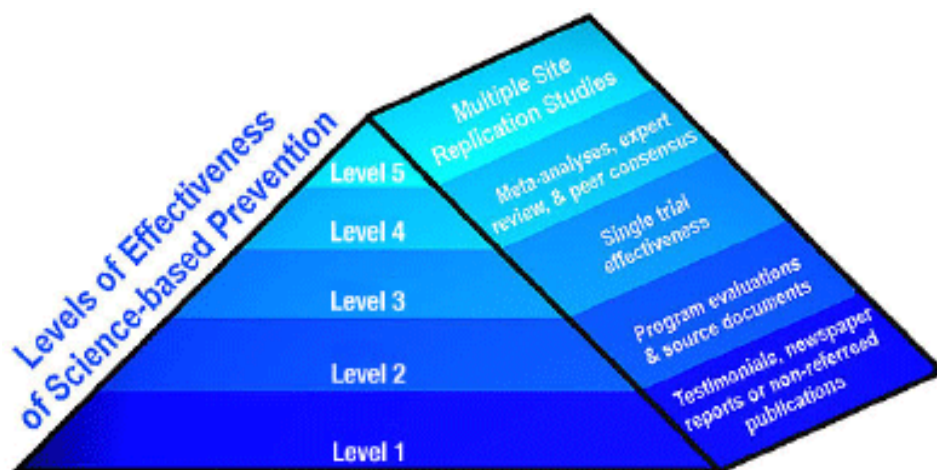 Levels of Effectiveness
of Science-based Prevention
Level 5
Level 4
Level 3
Level 2
Level 1
Multiple Site
Replication Studies
Meta-analyses, expert
review, & peer consensus
Single trial
effectiveness
Program evaluations
& source documents
Testimonials, newspaper
reports or non-referreed
publications